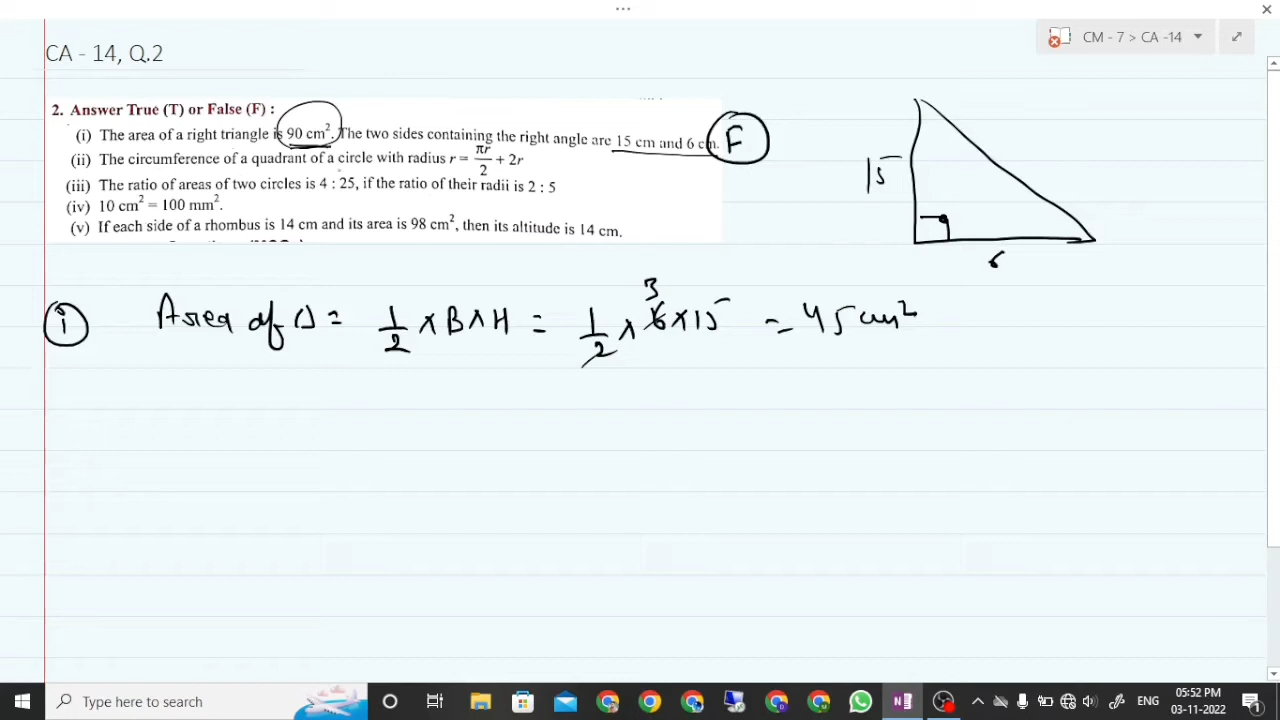 CM - 7 > CA -14
CA - 14, Q.2
2. Answer True (T) or False (F) :
(i) The area of a right triangle is 90 cm². The two sides containing the right angle are 15 cm and 6 cm. F
(ii) The circumference of a quadrant of a circle with radius r = πr/2 + 2r
(iii) The ratio of areas of two circles is 4 : 25, if the ratio of their radii is 2 : 5
(iv) 10 cm² = 100 mm².
(v) If each side of a rhombus is 14 cm and its area is 98 cm², then its altitude is 14 cm.
15
6
i Area of Δ = 1/2 × B × H = 1/2 × 6 × 15 = 45 cm²
3
Type here to search
ENG
05:52 PM
03-11-2022
1